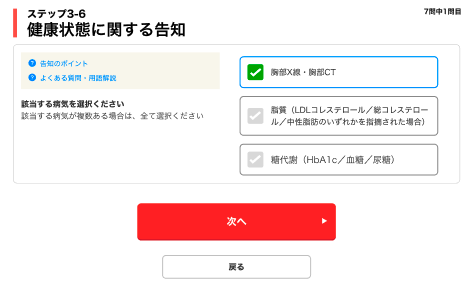 ステップ3-6
7問中1問目
健康状態に関する告知
告知のポイント
よくある質問・用語解説
該当する病気を選択ください
該当する病気が複数ある場合は、全て選択ください
胸部X線・胸部CT
脂質（LDLコレステロール／総コレステロー
ル／中性脂肪のいずれかを指摘された場合）
糖代謝（HbA1c／血糖／尿糖）
次へ
戻る